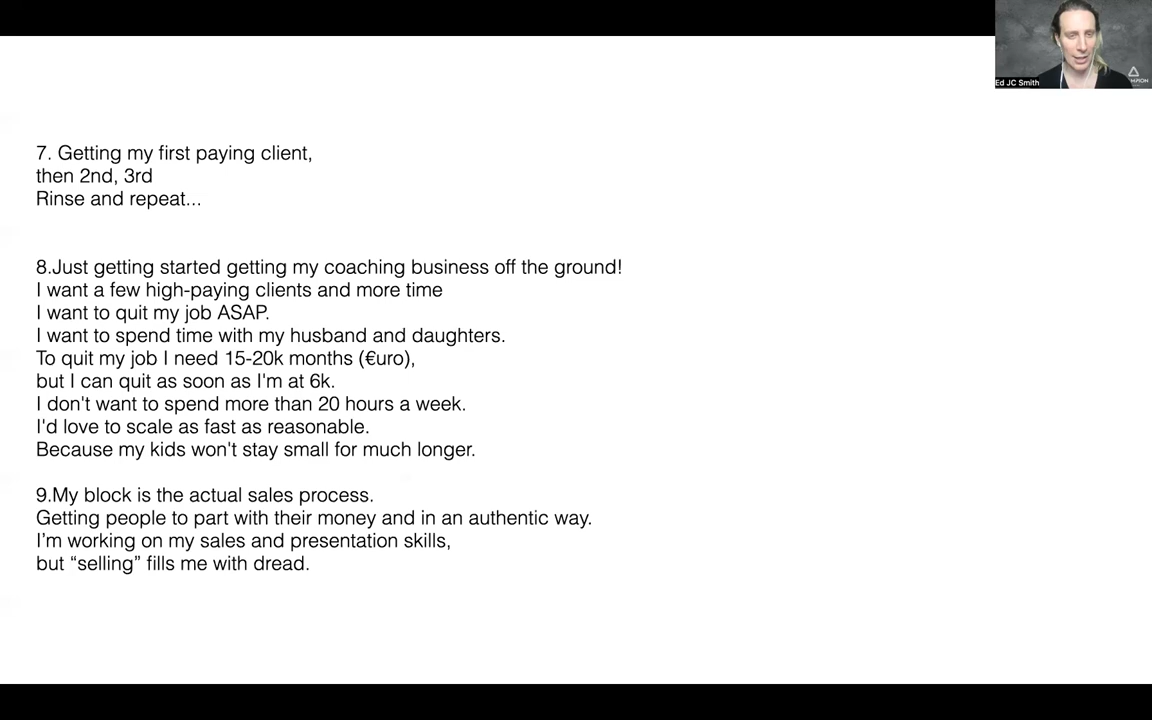 Ed JC Smith
7. Getting my first paying client,
then 2nd, 3rd
Rinse and repeat...
8.Just getting started getting my coaching business off the ground!
I want a few high-paying clients and more time
I want to quit my job ASAP.
I want to spend time with my husband and daughters.
To quit my job I need 15-20k months (€uro),
but I can quit as soon as I'm at 6k.
I don't want to spend more than 20 hours a week.
I'd love to scale as fast as reasonable.
Because my kids won't stay small for much longer.
9.My block is the actual sales process.
Getting people to part with their money and in an authentic way.
I’m working on my sales and presentation skills,
but “selling” fills me with dread.